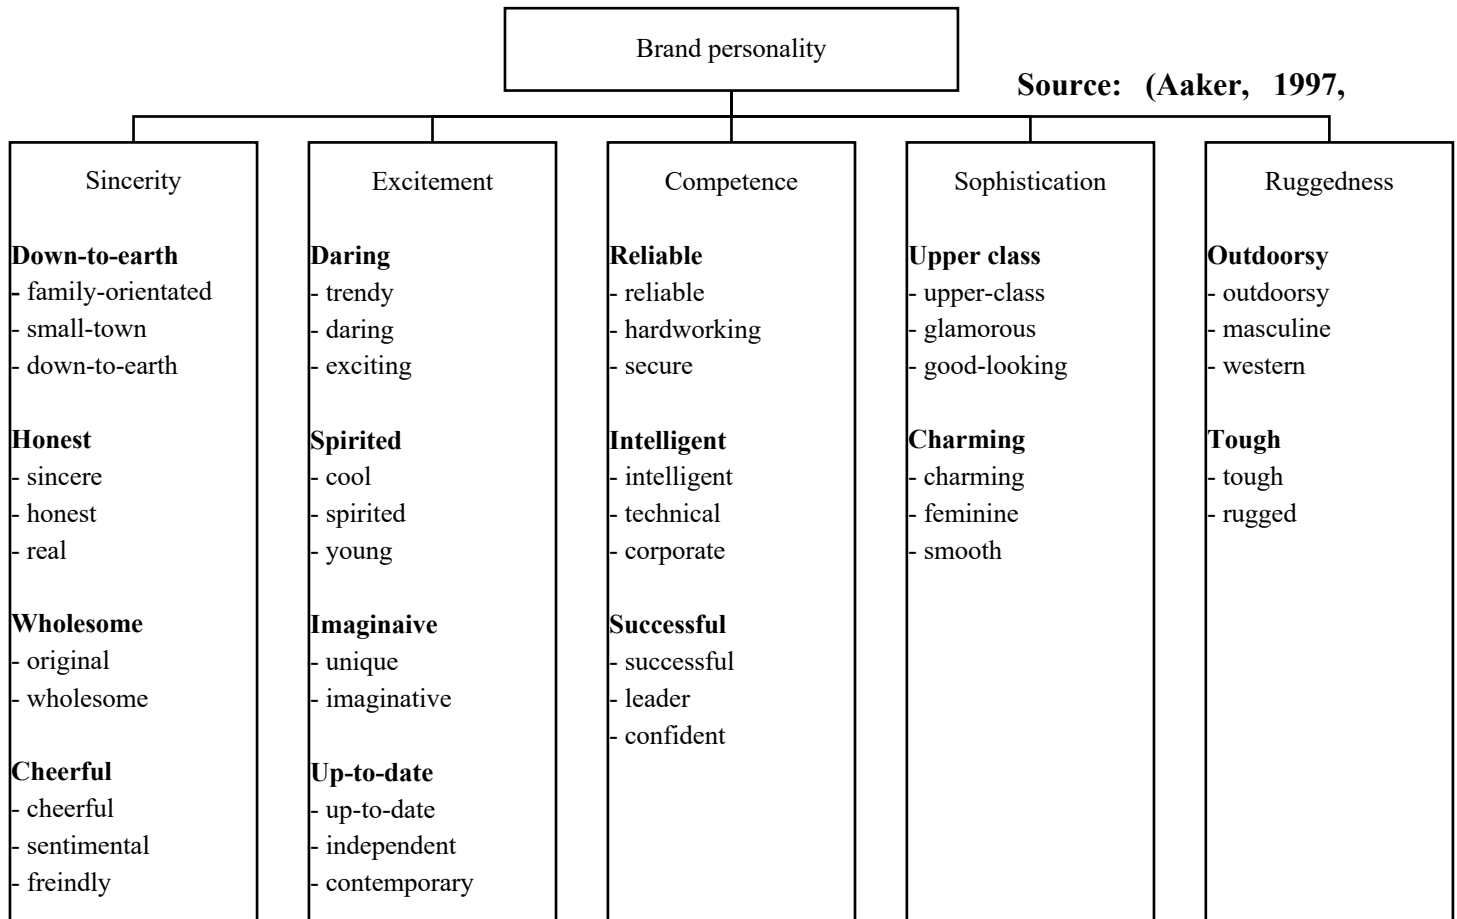 Brand personality
Source: (Aaker, 1997,
Sincerity
Down-to-earth
- family-orientated
- small-town
- down-to-earth
Honest
- sincere
- honest
- real
Wholesome
- original
- wholesome
Cheerful
- cheerful
- sentimental
- freindly
Excitement
Daring
- trendy
- daring
- exciting
Spirited
- cool
- spirited
- young
Imaginaive
- unique
- imaginative
Up-to-date
- up-to-date
- independent
- contemporary
Competence
Reliable
- reliable
- hardworking
- secure
Intelligent
- intelligent
- technical
- corporate
Successful
- successful
- leader
- confident
Sophistication
Upper class
- upper-class
- glamorous
- good-looking
Charming
- charming
- feminine
- smooth
Ruggedness
Outdoorsy
- outdoorsy
- masculine
- western
Tough
- tough
- rugged